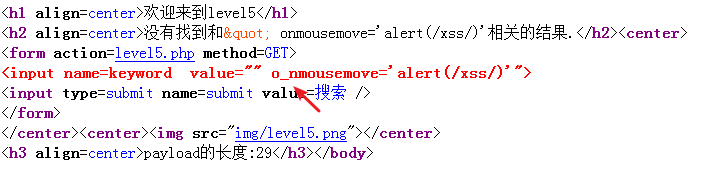 <h1 align=center>欢迎来到level5</h1>
<h2 align=center>没有找到和&quot; onmousemove='alert(/xss/)'相关的结果.</h2><center>
<form action=level5.php method=GET>
<input name=keyword  value="" o_nmousemove='alert(/xss/)'">
<input type=submit name=submit value=搜索 />
</form>
</center><center><img src="img/level5.png"></center>
<h3 align=center>payload的长度:29</h3></body>